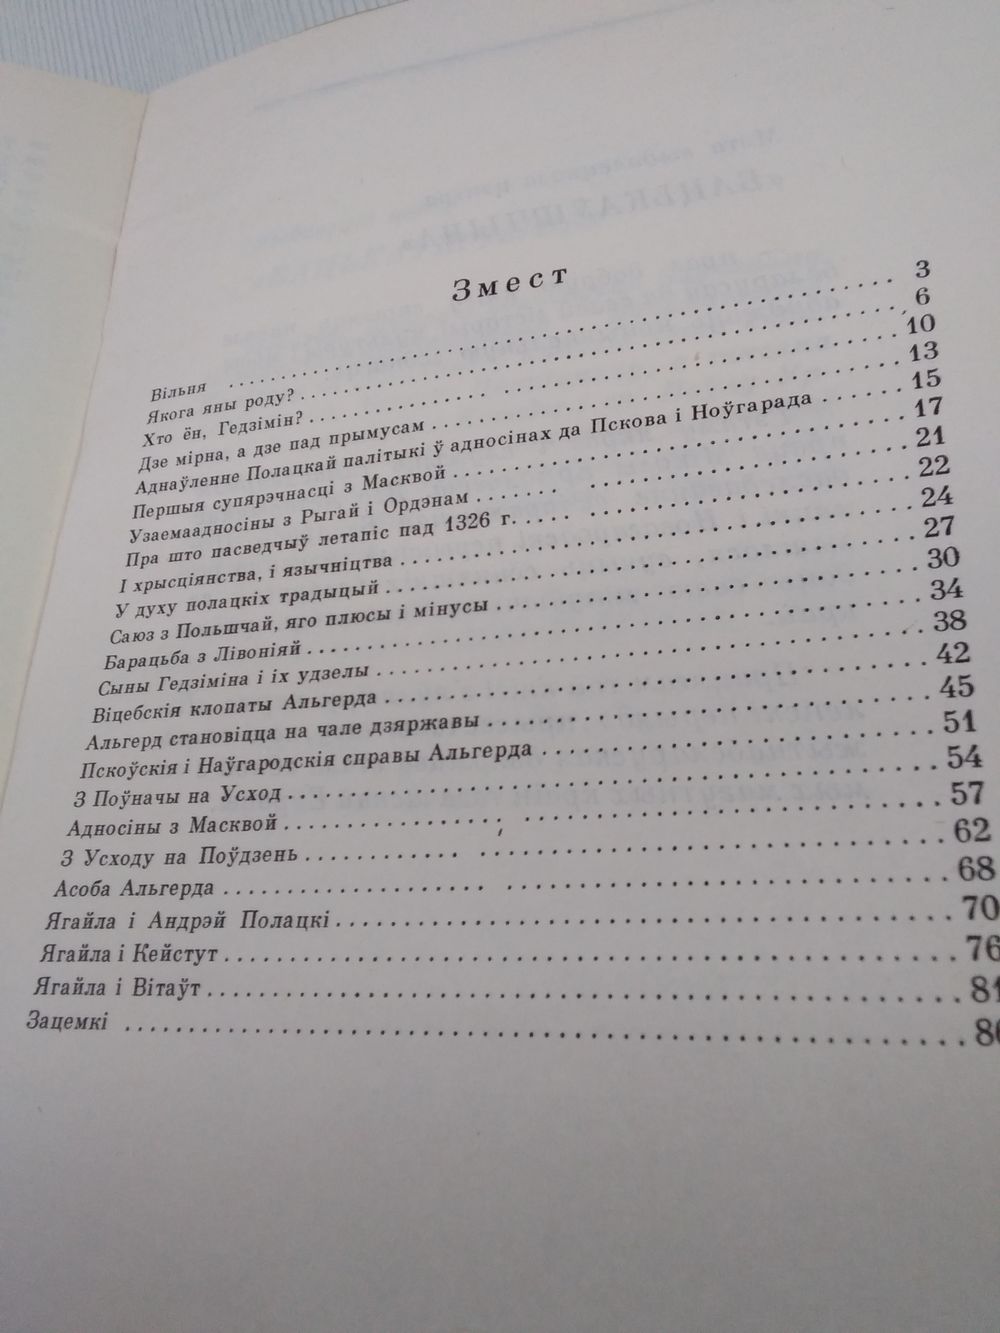 Змест
Вільня . . . . . 3
Якога яны роду? . . . . . 6
Хто ён, Гедзімін? . . . . . 10
Дзе мірна, а дзе пад прымусам . . . . . 13
Аднаўленне Полацкай палітыкі ў адносінах да Пскова і Ноўгарада . . . . . 15
Першыя супярэчнасці з Масквой . . . . . 17
Узаемаадносіны з Рыгай і Ордэнам . . . . . 21
Пра што пасведчыў летапіс пад 1326 г. . . . . . 22
І хрысціянства, і язычніцтва . . . . . 24
У духу полацкіх традыцый . . . . . 27
Саюз з Польшчай, яго плюсы і мінусы . . . . . 30
Барацьба з Лівоніяй . . . . . 34
Сыны Гедзіміна і іх удзелы . . . . . 38
Віцебскія клопаты Альгерда . . . . . 42
Альгерд становіцца на чале дзяржавы . . . . . 45
Пскоўскія і Наўгародскія справы Альгерда . . . . . 51
З Поўначы на Усход . . . . . 54
Адносіны з Масквой . . . . . 57
З Усходу на Поўдзень . . . . . 62
Асоба Альгерда . . . . . 68
Ягайла і Андрэй Полацкі . . . . . 70
Ягайла і Кейстут . . . . . 76
Ягайла і Вітаўт . . . . . 81
Зацемкі . . . . . 86